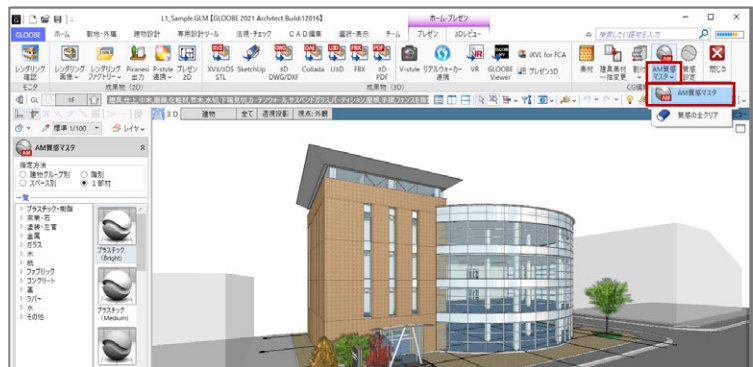 L1_Sample.GLM [GLOOBE 2021 Architect Build:12016]
ホーム-プレゼン
GLOOBE ホーム 敷地・外構 建物設計 専用設計ツール 法規・チェック CAD編集 選択・表示 チーム プレゼン 3Dビュー 検索したい語句を入力
レンダリング確認 レンダリング画像 レンダリングファクトリー Piranesi出力 P-style連携 プレゼン2D XVI/3DS STL SketchUp 3D DWG/DXF Collada U3D FBX 3D PDF V-style リアルウォーカー連携 VR GLOOBE Viewer iXVL for FCA プレゼン3D 素材 建具素材一括変更 AM質感マスタ 質感設定 閉じる
モニタ 成果物 (2D) 成果物 (3D)
AM質感マスタ
質感の全クリア
GL 1F
3D 建物 全て 透視投影 視点:外観
標準 1/100 レイヤ
AM質感マスタ
指定方法
建物グループ別 階別
スペース別 1部材
一覧
プラスチック・樹脂
窯業・石
塗装・左官
金属
ガラス
木
紙
ファブリック
コンクリート
革
ラバー
水
その他
プラスチック
(Bright)
プラスチック
(Medium)